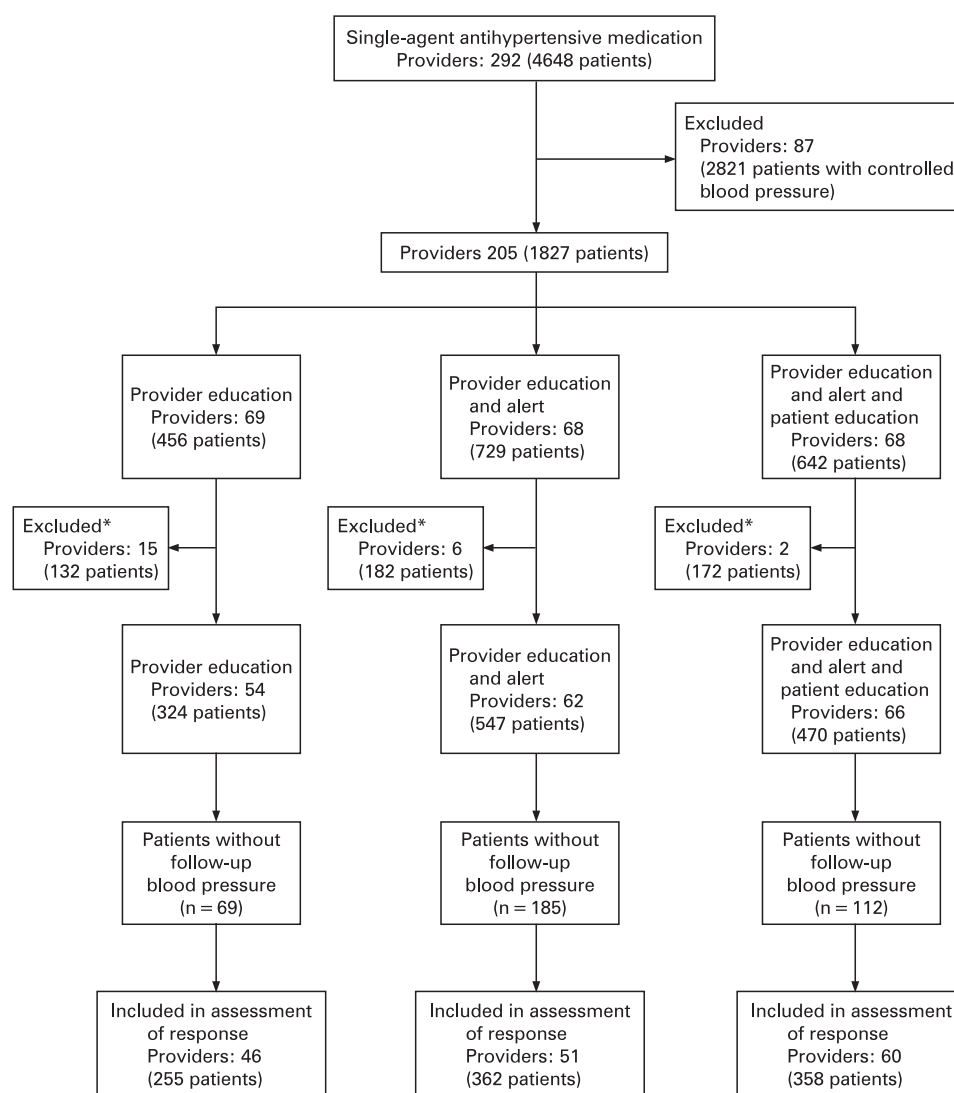 Single-agent antihypertensive medication
Providers: 292 (4648 patients)
Excluded
Providers: 87
(2821 patients with controlled
blood pressure)
Providers 205 (1827 patients)
Provider education
Providers: 69
(456 patients)
Provider education
and alert
Providers: 68
(729 patients)
Provider education
and alert and
patient education
Providers: 68
(642 patients)
Excluded*
Providers: 15
(132 patients)
Excluded*
Providers: 6
(182 patients)
Excluded*
Providers: 2
(172 patients)
Provider education
Providers: 54
(324 patients)
Provider education
and alert
Providers: 62
(547 patients)
Provider education
and alert and
patient education
Providers: 66
(470 patients)
Patients without
follow-up
blood pressure
(n = 69)
Patients without
follow-up
blood pressure
(n = 185)
Patients without
follow-up
blood pressure
(n = 112)
Included in assessment
of response
Providers: 46
(255 patients)
Included in assessment
of response
Providers: 51
(362 patients)
Included in assessment
of response
Providers: 60
(358 patients)